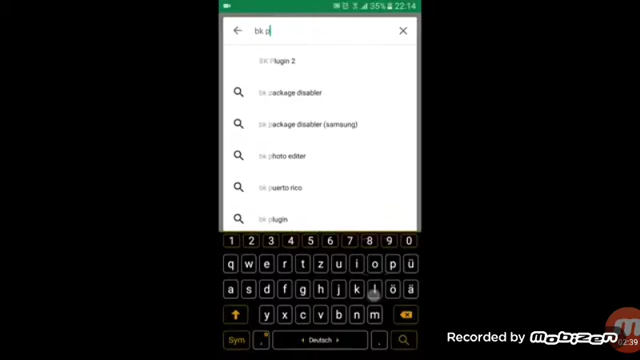 35% 22:14
bk p
BK Plugin 2
bk package disabler
bk package disabler (samsung)
bk photo editer
bk puerto rico
bk plugin
1 2 3 4 5 6 7 8 9 0
q w e r t z u i o p ü
a s d f g h j k l ö ä
y x c v b n m
Sym , Deutsch .
Recorded by Mobizen
02:39